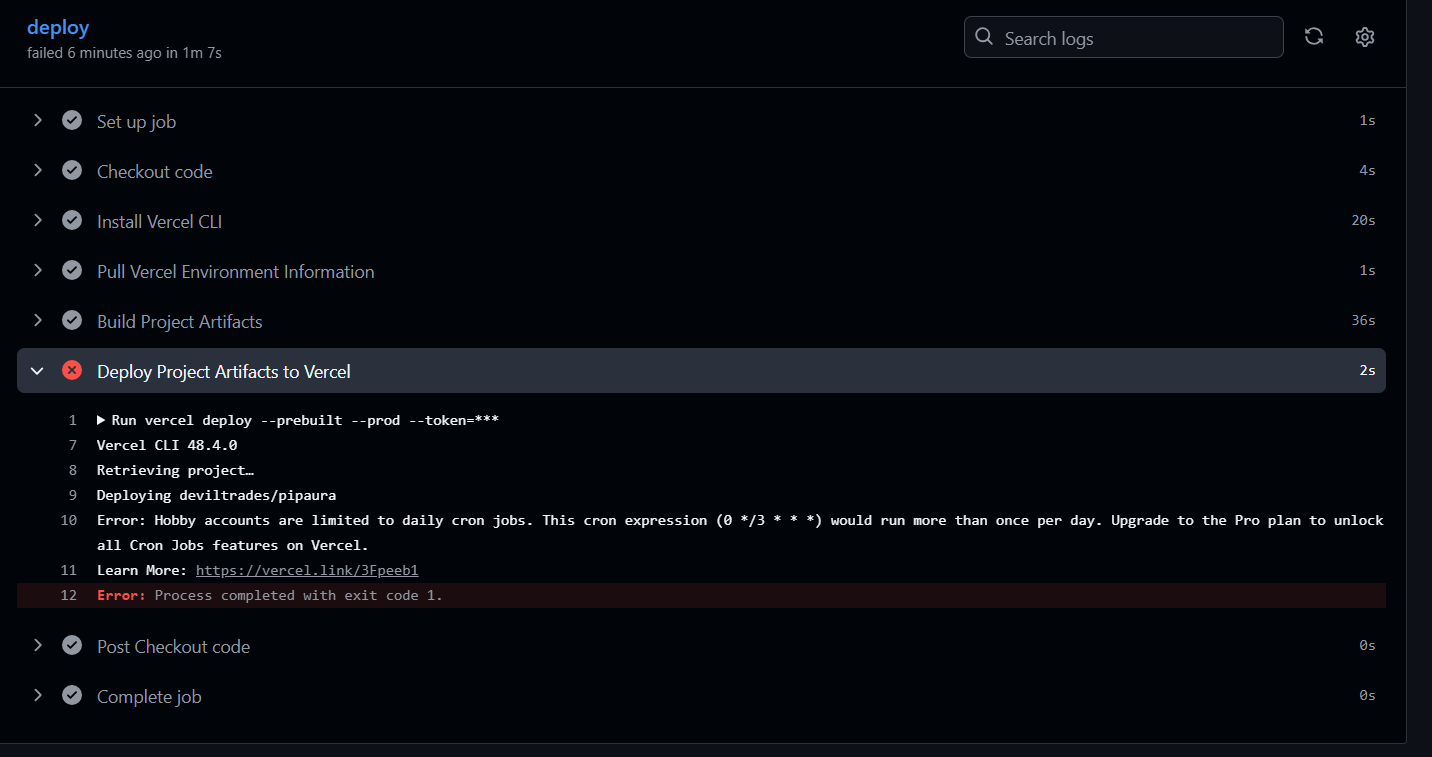 deploy
failed 6 minutes ago in 1m 7s
Search logs
Set up job 1s
Checkout code 4s
Install Vercel CLI 20s
Pull Vercel Environment Information 1s
Build Project Artifacts 36s
Deploy Project Artifacts to Vercel 2s
1 Run vercel deploy --prebuilt --prod --token=***
7 Vercel CLI 48.4.0
8 Retrieving project…
9 Deploying deviltrades/pipaura
10 Error: Hobby accounts are limited to daily cron jobs. This cron expression (0 */3 * * *) would run more than once per day. Upgrade to the Pro plan to unlock
all Cron Jobs features on Vercel.
11 Learn More: https://vercel.link/3Fpeeb1
12 Error: Process completed with exit code 1.
Post Checkout code 0s
Complete job 0s